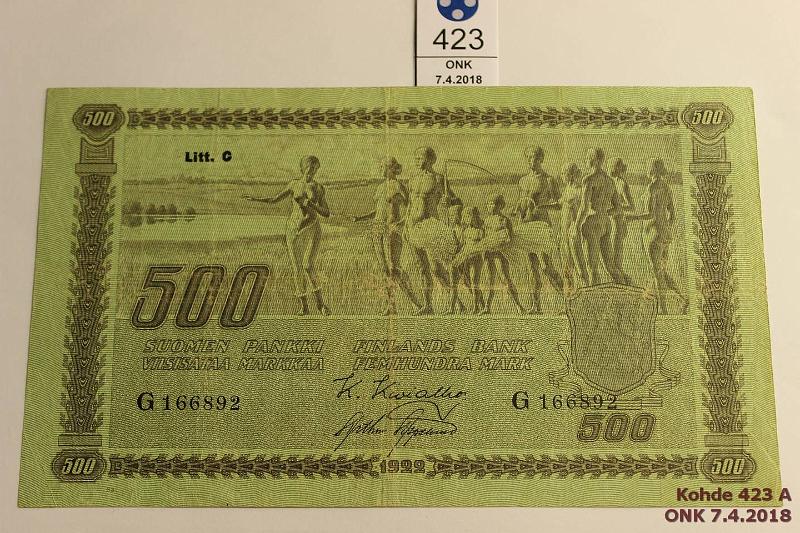 423
ONK
7.4.2018
500 500
Litt. C
500
SUOMEN PANKKI FINLANDS BANK
VIISISATAA MARKKAA FEMHUNDRA MARK
G 166892 G 166892
500
500 1922 500
Kohde 423 A
ONK 7.4.2018